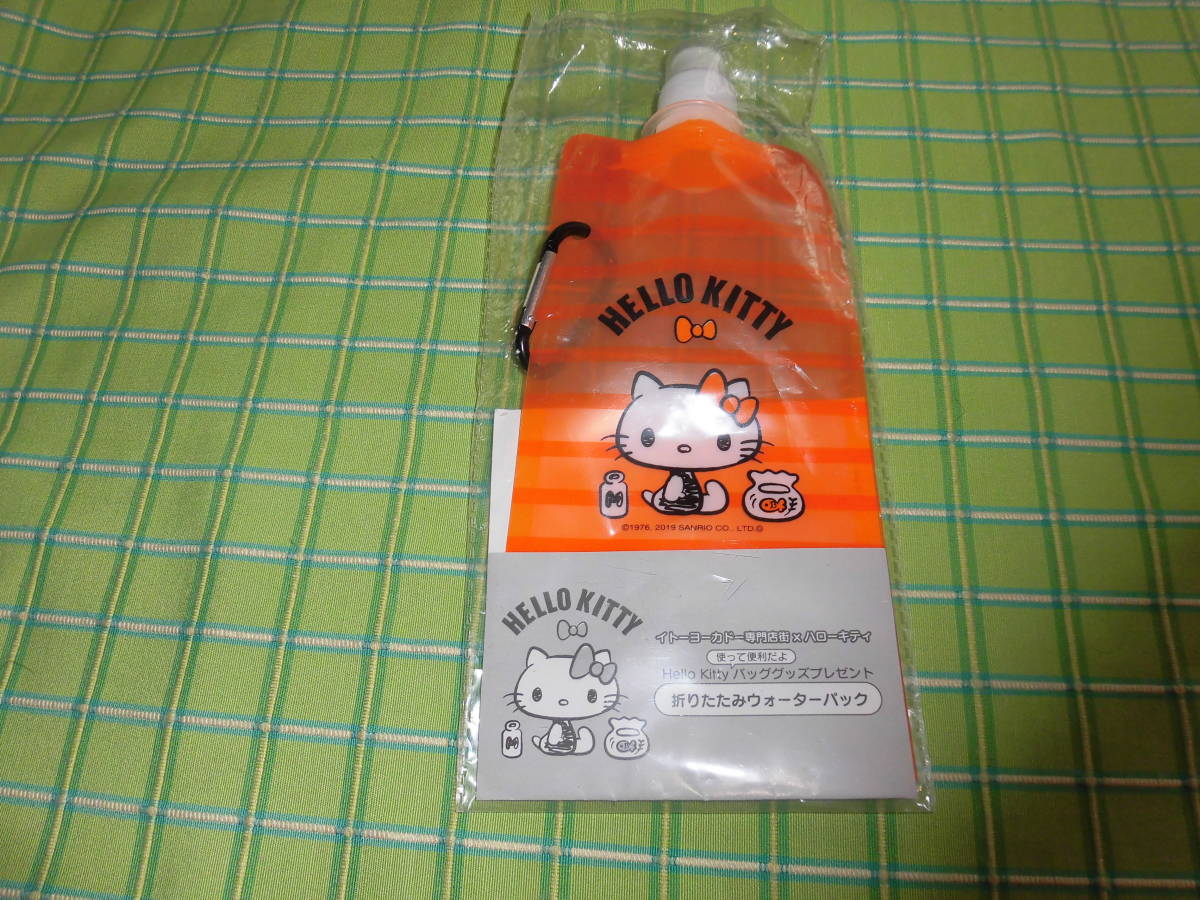 HELLO KITTY
M
©1976, 2019 SANRIO CO., LTD.Ⓖ
HELLO KITTY
イトーヨーカドー専門店街×ハローキティ
使って便利だよ
Hello Kitty バッググッズプレゼント
折りたたみウォーターパック
M